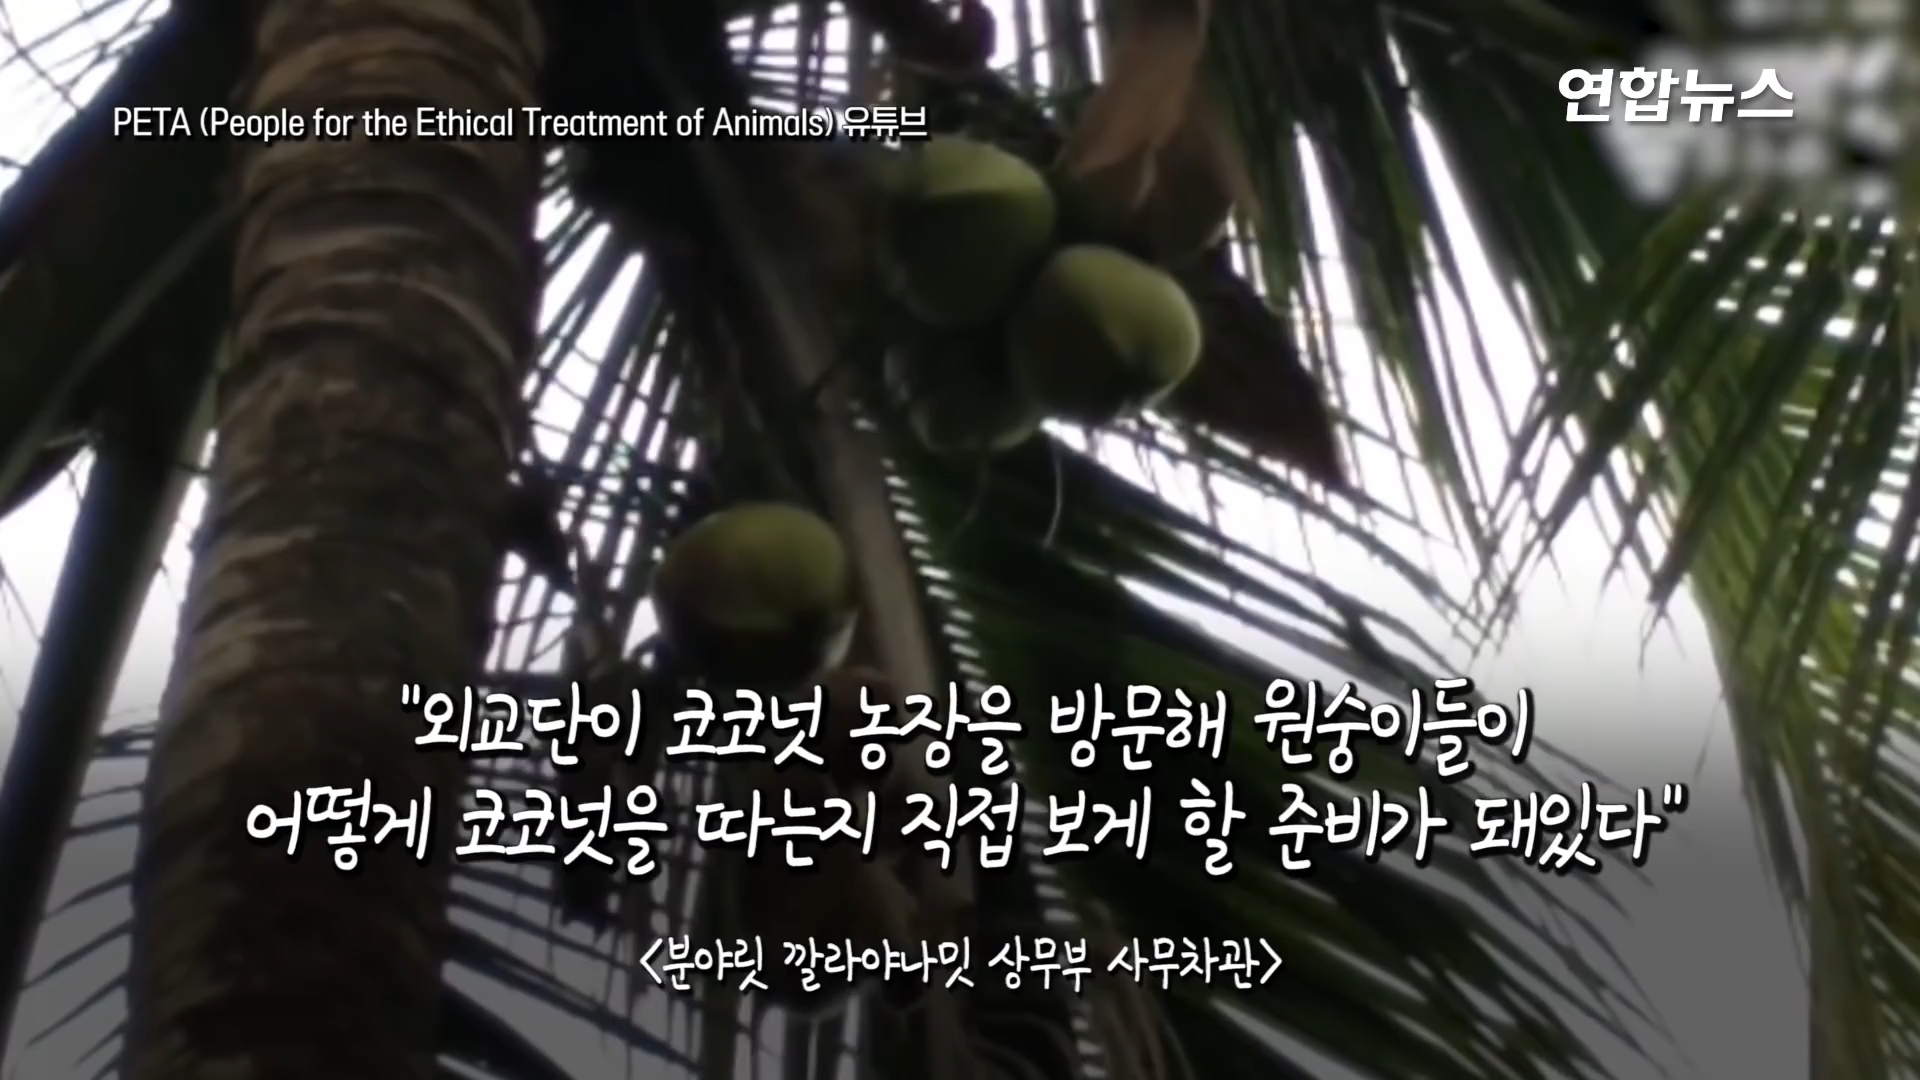 연합뉴스
PETA (People for the Ethical Treatment of Animals) 유튜브
"외교단이 코코넛 농장을 방문해 원숭이들이
어떻게 코코넛을 따는지 직접 보게 할 준비가 돼있다"
<분야릿 깔라야나밋 상무부 사무차관>